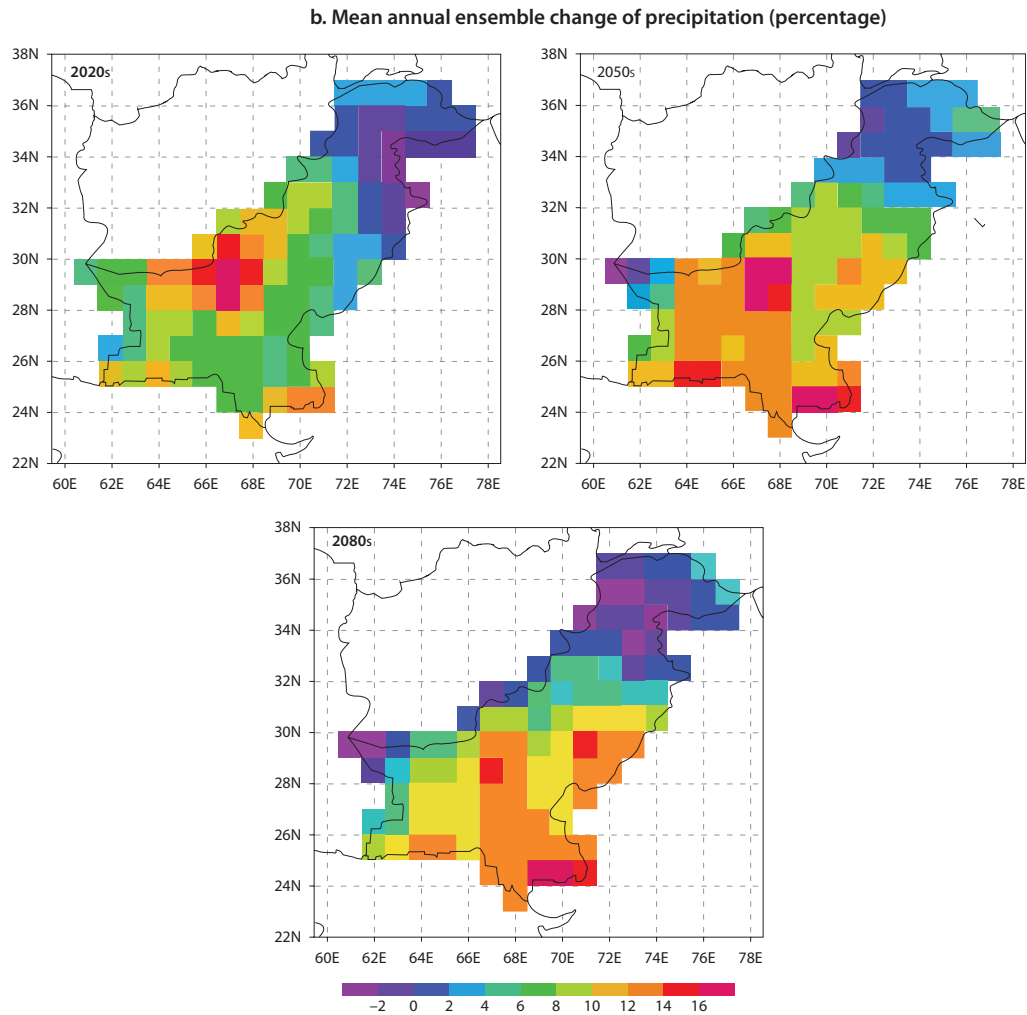 b. Mean annual ensemble change of precipitation (percentage)
2020s
38N
36N
34N
32N
30N
28N
26N
24N
22N
60E 62E 64E 66E 68E 70E 72E 74E 76E 78E
2050s
38N
36N
34N
32N
30N
28N
26N
24N
22N
60E 62E 64E 66E 68E 70E 72E 74E 76E 78E
2080s
38N
36N
34N
32N
30N
28N
26N
24N
22N
60E 62E 64E 66E 68E 70E 72E 74E 76E 78E
–2 0 2 4 6 8 10 12 14 16